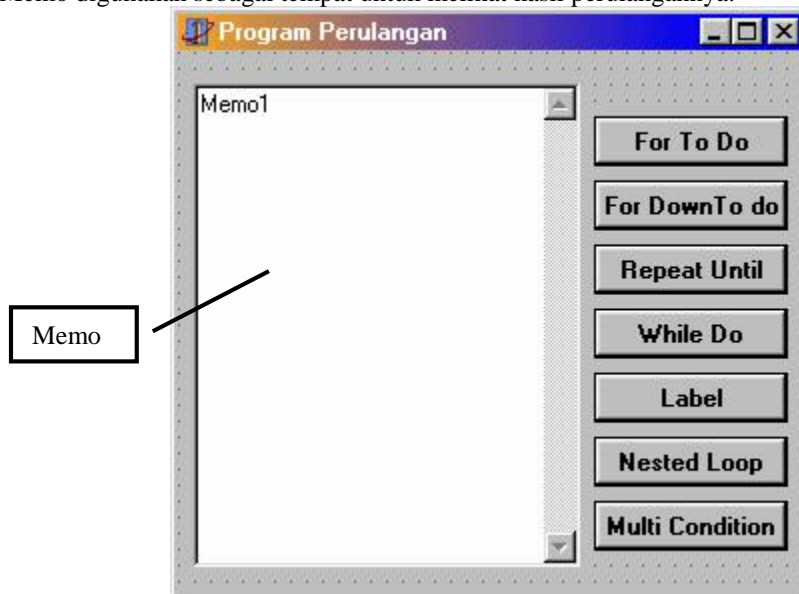 Memo digunakan sebagai tempat untuk melihat hasil perulangannya.
Program Perulangan
Memo1
For To Do
For DownTo do
Repeat Until
Memo
While Do
Label
Nested Loop
Multi Condition